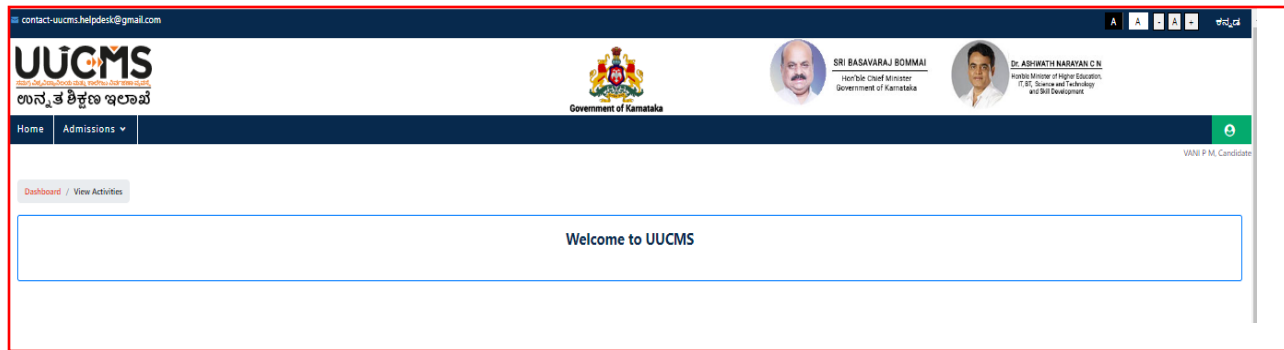 contact-uucms.helpdesk@gmail.com
A A - A + ಕನ್ನಡ
UUCMS
ಉನ್ನತ ಶಿಕ್ಷಣ ಇಲಾಖೆ
Government of Karnataka
SRI BASAVARAJ BOMMAI
Hon'ble Chief Minister
Government of Karnataka
Dr. ASHWATH NARAYAN C N
Hon'ble Minister of Higher Education,
IT, BT, Science and Technology
and Skill Development
Home Admissions
VANI P M, Candidate
Dashboard / View Activities
Welcome to UUCMS